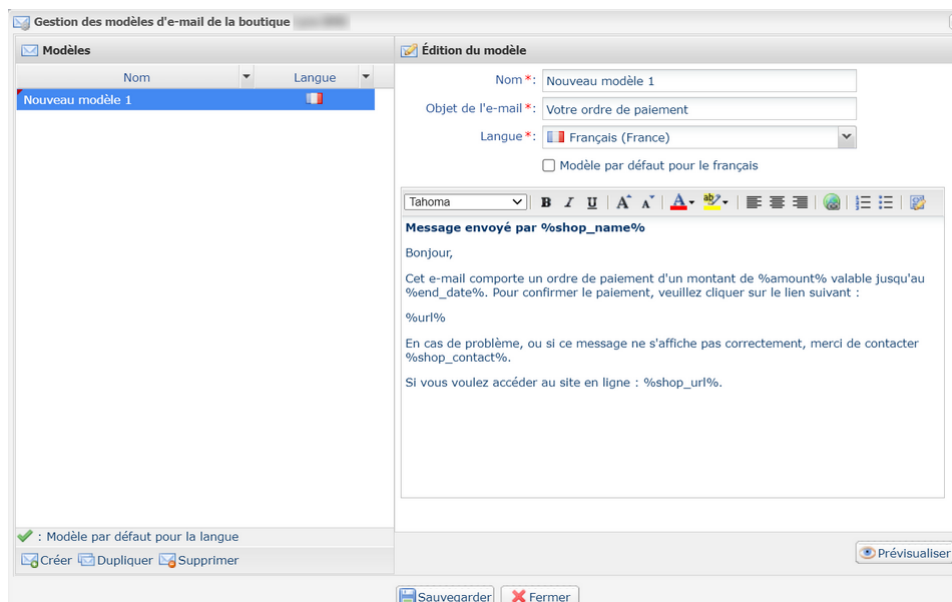 Gestion des modèles d'e-mail de la boutique
Modèles
Nom Langue
Nouveau modèle 1
✔ : Modèle par défaut pour la langue
Créer Dupliquer Supprimer
Édition du modèle
Nom *: Nouveau modèle 1
Objet de l'e-mail *: Votre ordre de paiement
Langue *: Français (France)
Modèle par défaut pour le français
Tahoma B I U A A A ab
Message envoyé par %shop_name%
Bonjour,
Cet e-mail comporte un ordre de paiement d'un montant de %amount% valable jusqu'au
%end_date%. Pour confirmer le paiement, veuillez cliquer sur le lien suivant :
%url%
En cas de problème, ou si ce message ne s'affiche pas correctement, merci de contacter
%shop_contact%.
Si vous voulez accéder au site en ligne : %shop_url%.
Prévisualiser
Sauvegarder Fermer